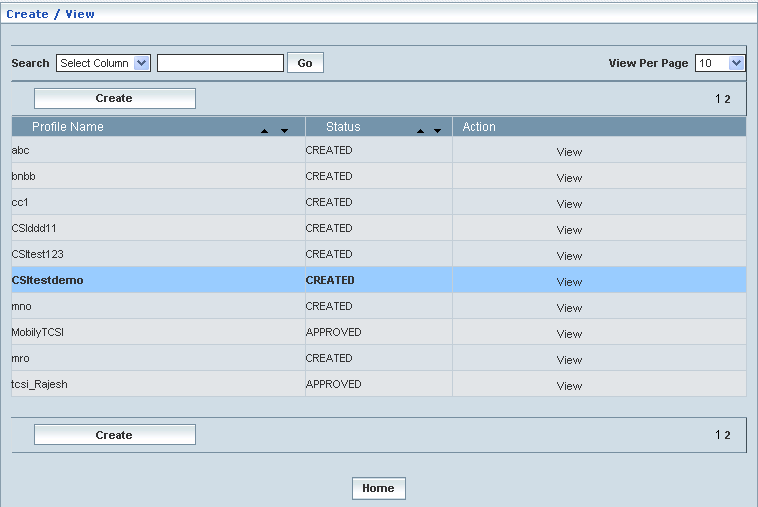 Create / View
Search Select Column Go View Per Page 10
Create 1 2
Profile Name Status Action
abc CREATED View
bnbb CREATED View
cc1 CREATED View
CSIddd11 CREATED View
CSItest123 CREATED View
CSItestdemo CREATED View
mno CREATED View
MobilyTCSI APPROVED View
mro CREATED View
tcsi_Rajesh APPROVED View
Create 1 2
Home